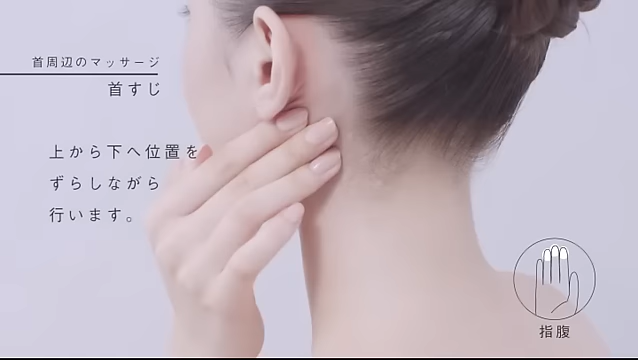 首周辺のマッサージ
首すじ
上から下へ位置を
ずらしながら
行います。
指腹